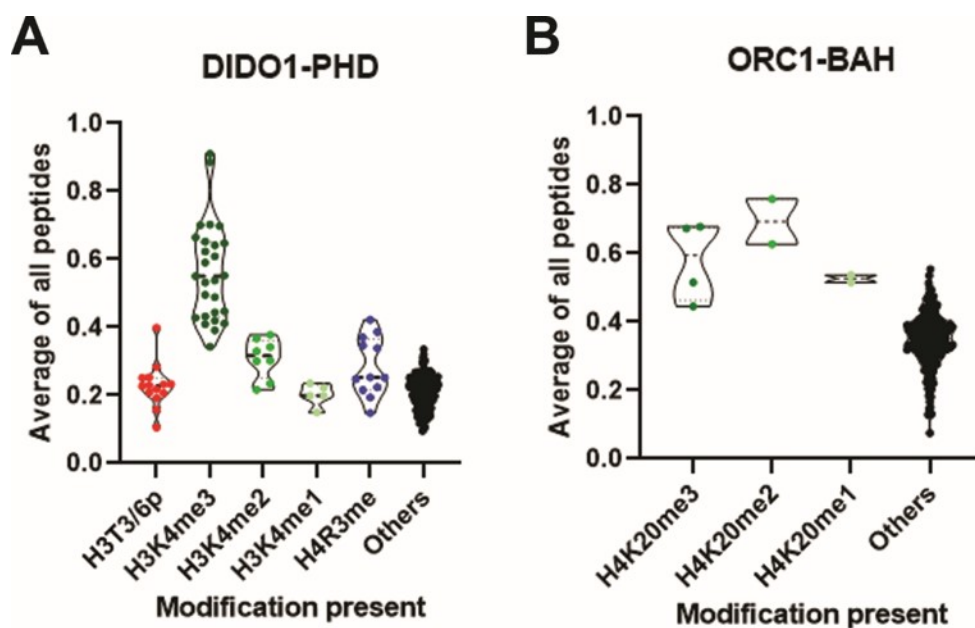 A
DIDO1-PHD
Average of all peptides
1.0
0.8
0.6
0.4
0.2
0.0
H3T3/6p
H3K4me3
H3K4me2
H3K4me1
H4R3me
Others
Modification present
B
ORC1-BAH
Average of all peptides
1.0
0.8
0.6
0.4
0.2
0.0
H4K20me3
H4K20me2
H4K20me1
Others
Modification present